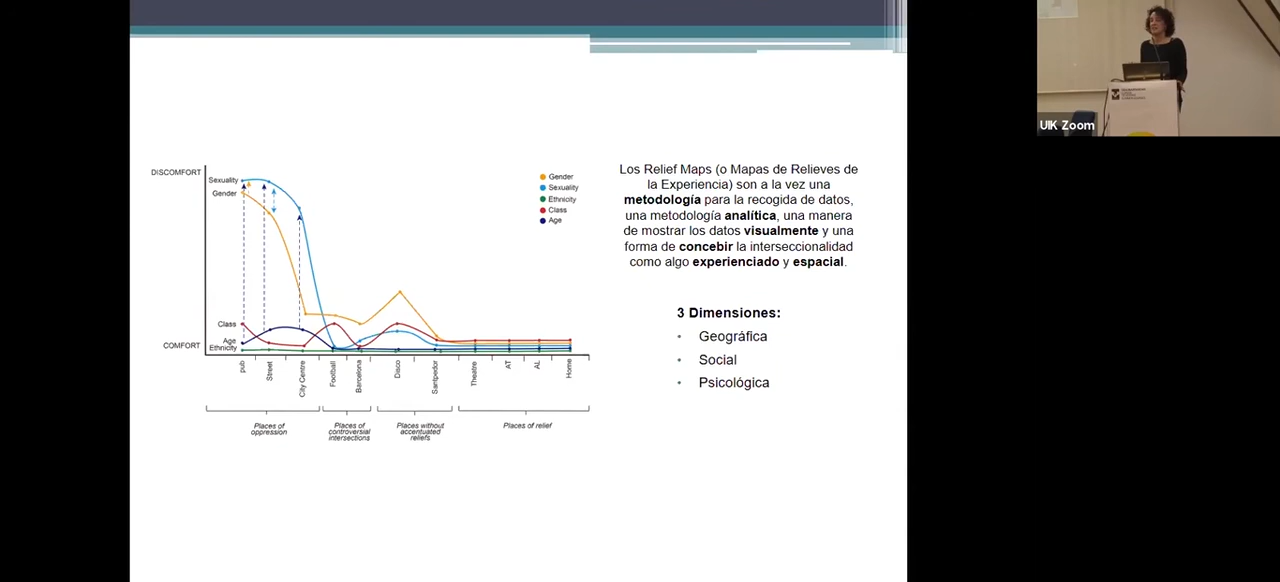 DISCOMFORT
Sexuality
Gender
Class
Age
Ethnicity
COMFORT
Gender
Sexuality
Ethnicity
Class
Age
pub
Street
City Centre
Football
Barcelona
Disco
Santpedor
Theatre
AT
AL
Home
Places of
oppression
Places of
controversial
intersections
Places without
accentuated
reliefs
Places of relief
Los Relief Maps (o Mapas de Relieves de
la Experiencia) son a la vez una
metodología para la recogida de datos,
una metodología analítica, una manera
de mostrar los datos visualmente y una
forma de concebir la interseccionalidad
como algo experienciado y espacial.
3 Dimensiones:
• Geográfica
• Social
• Psicológica
UIK Zoom